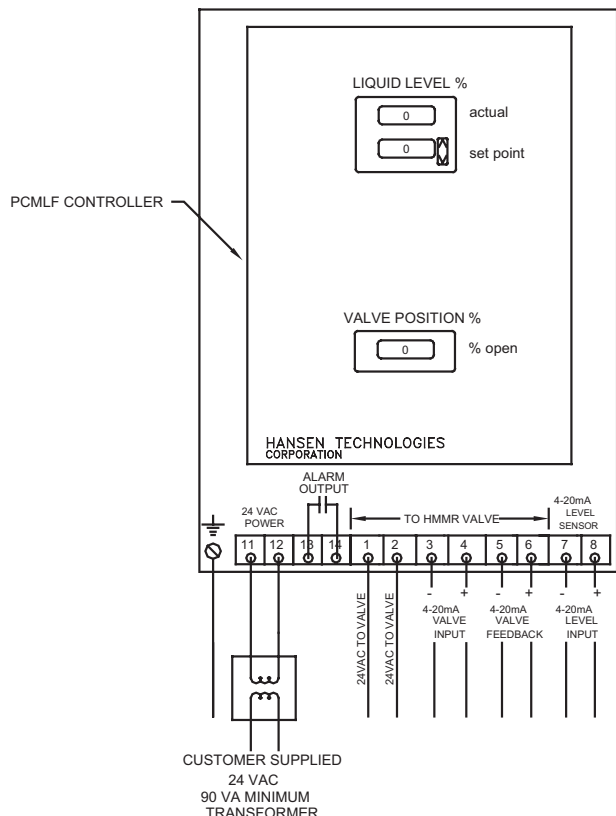 LIQUID LEVEL %
0
actual
0
set point
PCMLF CONTROLLER
VALVE POSITION %
0
% open
HANSEN TECHNOLOGIES
CORPORATION
ALARM
OUTPUT
24 VAC
POWER
TO HMMR VALVE
4-20mA
LEVEL
SENSOR
11 12 13 14 1 2 3 4 5 6 7 8
24VAC TO VALVE
24VAC TO VALVE
- +
4-20mA
VALVE
INPUT
- +
4-20mA
VALVE
FEEDBACK
- +
4-20mA
LEVEL
INPUT
CUSTOMER SUPPLIED
24 VAC
90 VA MINIMUM
TRANSFORMER